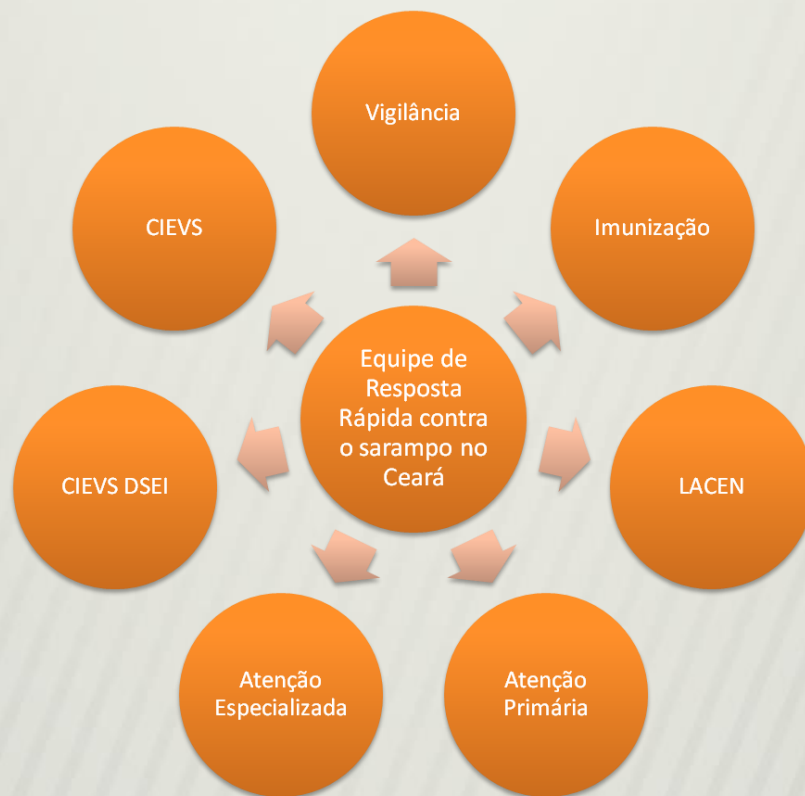 Vigilância
CIEVS
Imunização
Equipe de
Resposta
Rápida contra
o sarampo no
Ceará
CIEVS DSEI
LACEN
Atenção
Especializada
Atenção
Primária